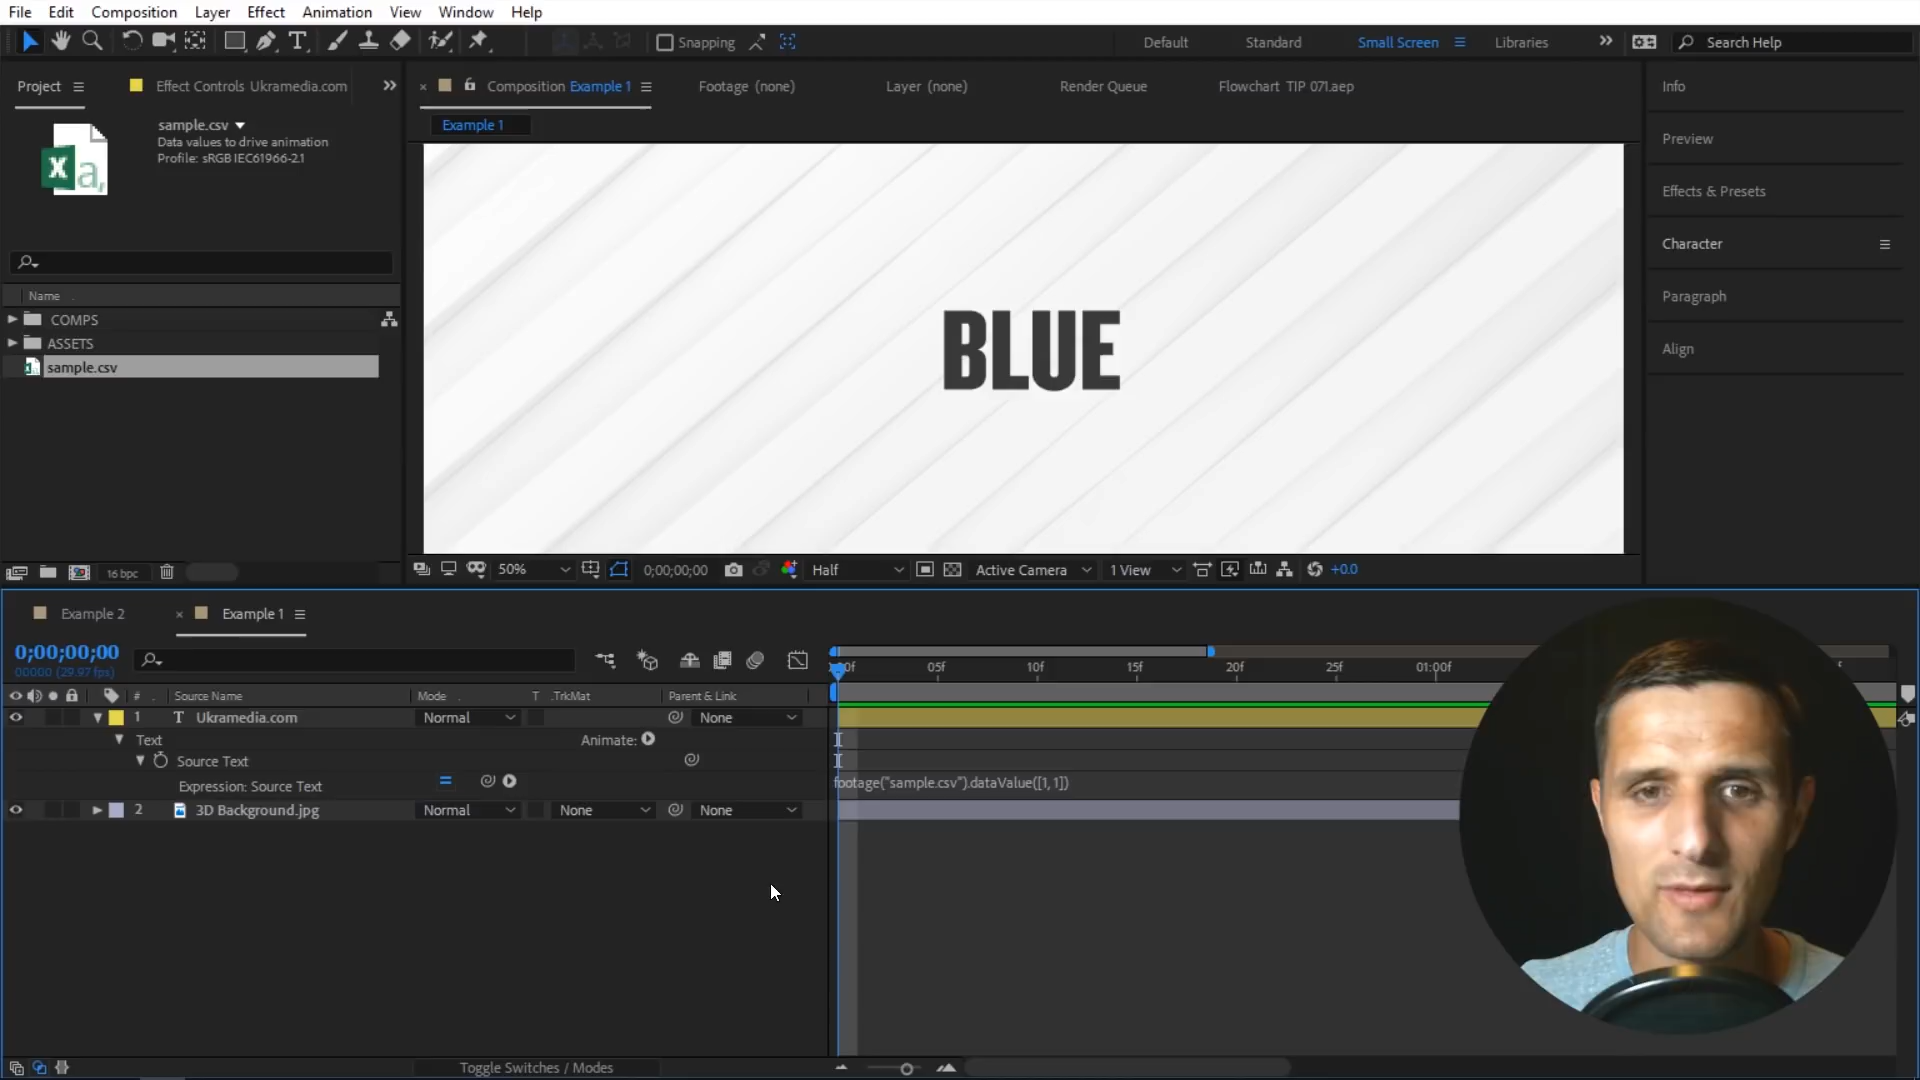 File Edit Composition Layer Effect Animation View Window Help
Snapping Default Standard Small Screen Libraries Search Help
Project Effect Controls Ukramedia.com
Composition Example 1 Footage (none) Layer (none) Render Queue Flowchart TIP 071.aep
Example 1
sample.csv
Data values to drive animation
Profile: sRGB IEC61966-2.1
Name
COMPS
ASSETS
sample.csv
16 bpc
BLUE
50% 0;00;00;00 Half Active Camera 1 View +0.0
Info
Preview
Effects & Presets
Character
Paragraph
Align
Example 2 Example 1
0;00;00;00
00000 (29.97 fps)
05f 10f 15f 20f 25f 01:00f
# Source Name Mode T .TrkMat Parent & Link
1 T Ukramedia.com Normal None
Text Animate:
Source Text
Expression: Source Text footage("sample.csv").dataValue([1, 1])
2 3D Background.jpg Normal None None
Toggle Switches / Modes